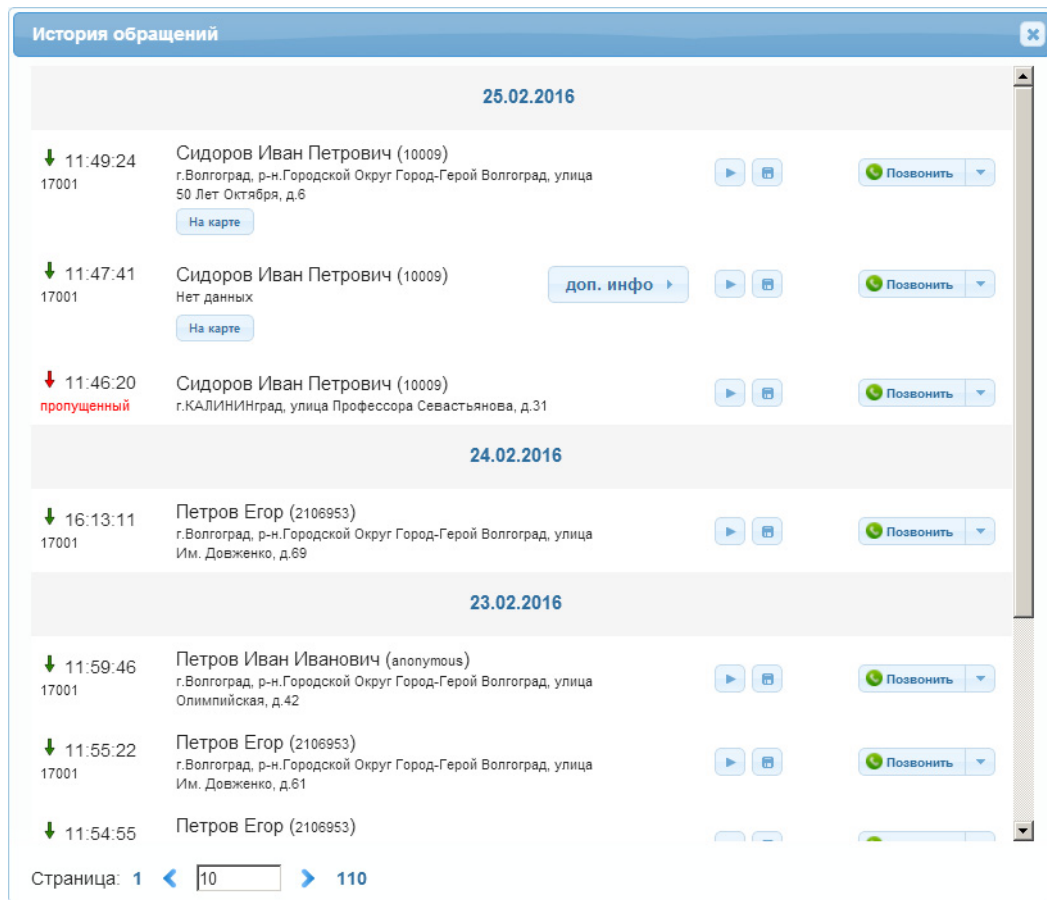 История обращений
25.02.2016
11:49:24 Сидоров Иван Петрович (10009)
17001 г.Волгоград, р-н.Городской Округ Город-Герой Волгоград, улица
50 Лет Октября, д.6
Позвонить
На карте
11:47:41 Сидоров Иван Петрович (10009)
17001 Нет данных
доп. инфо
Позвонить
На карте
11:46:20 Сидоров Иван Петрович (10009)
пропущенный г.КАЛИНИНград, улица Профессора Севастьянова, д.31
Позвонить
24.02.2016
16:13:11 Петров Егор (2106953)
17001 г.Волгоград, р-н.Городской Округ Город-Герой Волгоград, улица
Им. Довженко, д.69
Позвонить
23.02.2016
11:59:46 Петров Иван Иванович (anonymous)
17001 г.Волгоград, р-н.Городской Округ Город-Герой Волгоград, улица
Олимпийская, д.42
Позвонить
11:55:22 Петров Егор (2106953)
17001 г.Волгоград, р-н.Городской Округ Город-Герой Волгоград, улица
Им. Довженко, д.61
Позвонить
11:54:55 Петров Егор (2106953)
Страница: 1 10 110